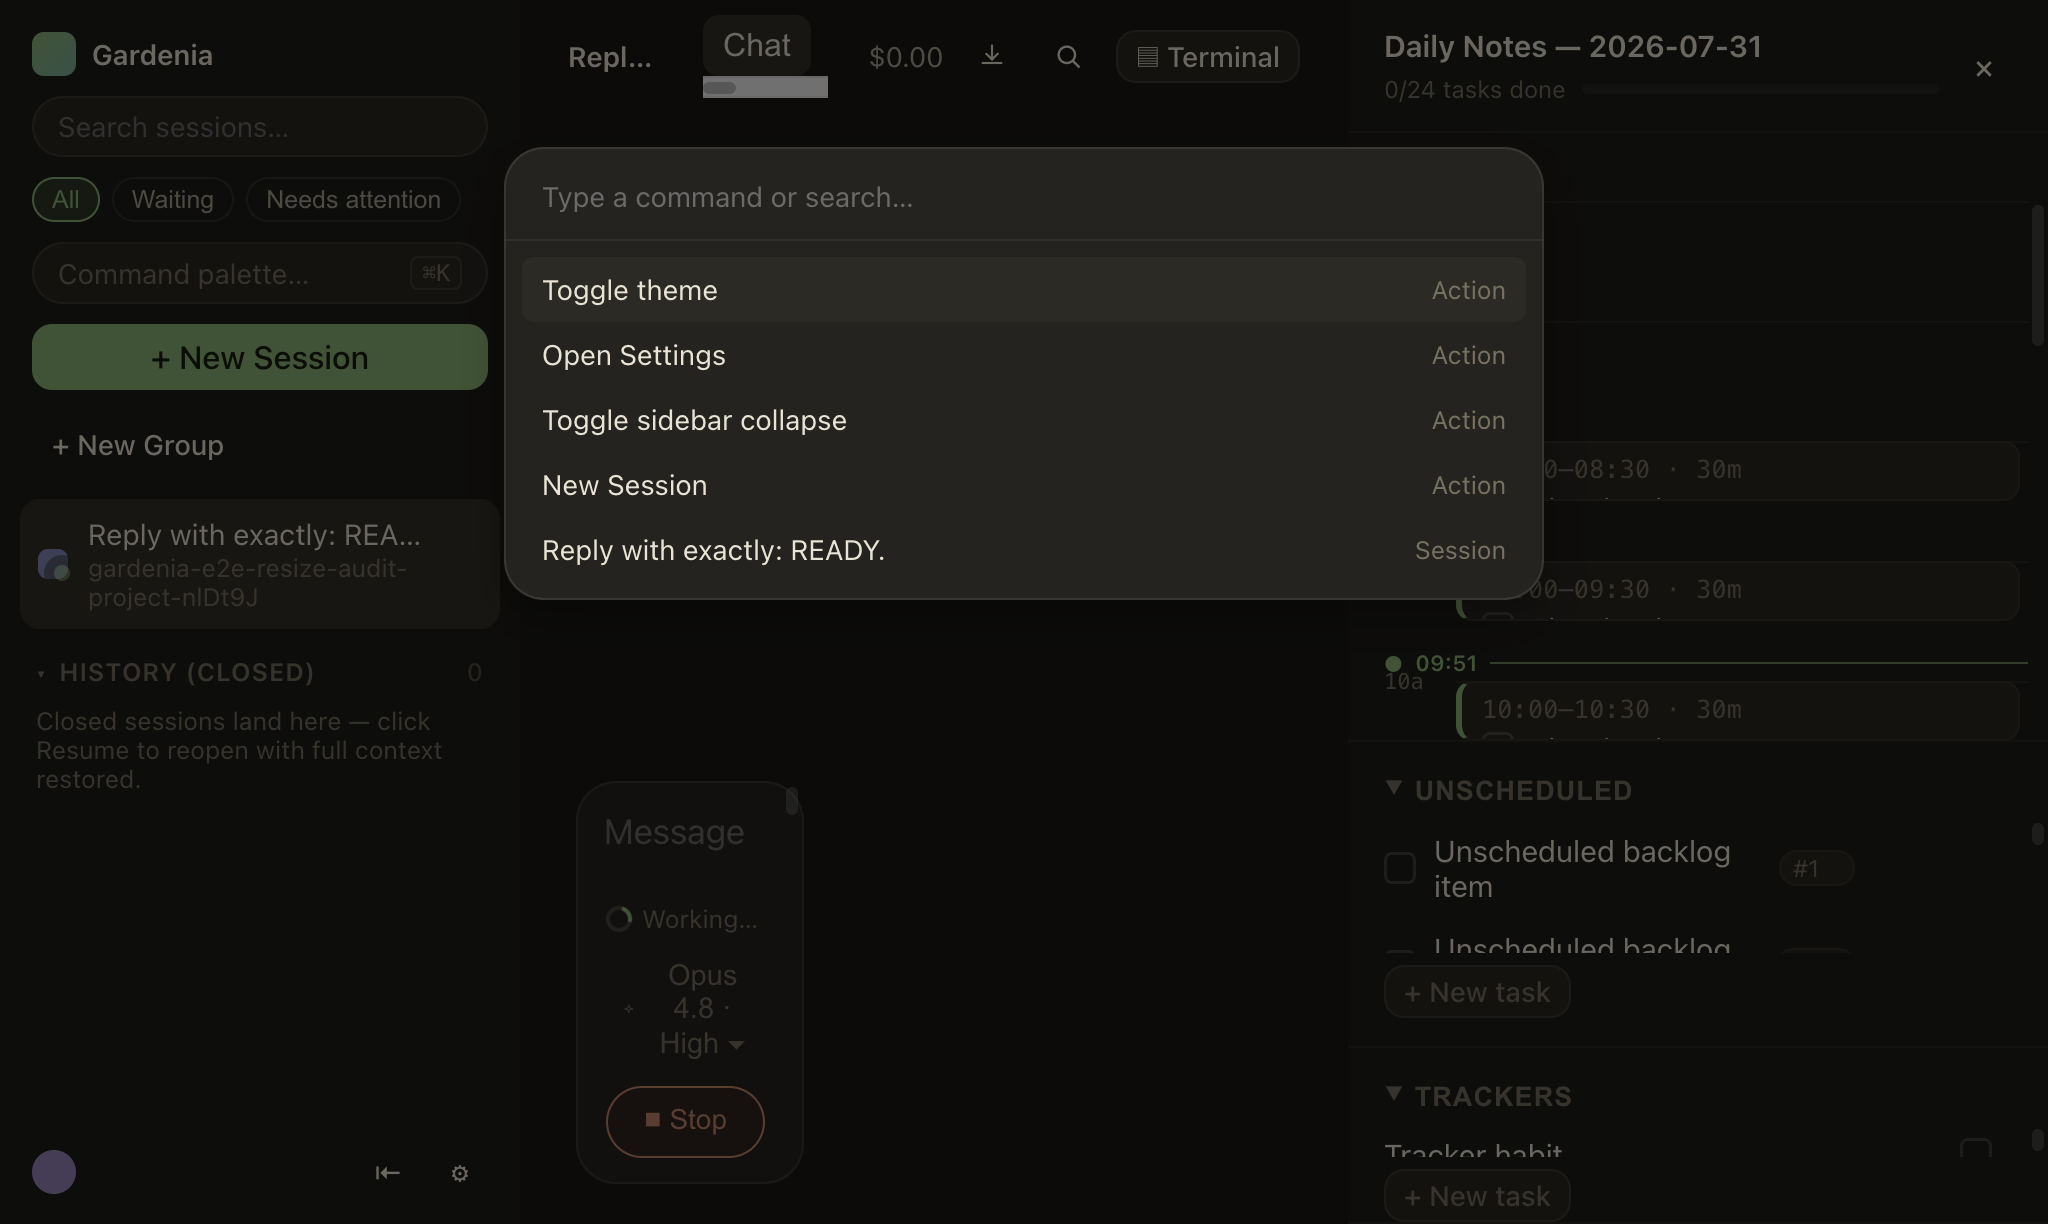 Gardenia
Search sessions...
All
Waiting
Needs attention
Command palette...
⌘K
+ New Session
+ New Group
Reply with exactly: REA...
gardenia-e2e-resize-audit-
project-nlDt9J
HISTORY (CLOSED)
0
Closed sessions land here — click
Resume to reopen with full context
restored.
Repl...
Chat
$0.00
Terminal
Type a command or search...
Toggle theme
Action
Open Settings
Action
Toggle sidebar collapse
Action
New Session
Action
Reply with exactly: READY.
Session
Message
Working...
Opus
4.8 ·
High
Stop
Daily Notes — 2026-07-31
0/24 tasks done
0–08:30 · 30m
00–09:30 · 30m
09:51
10a
10:00–10:30 · 30m
UNSCHEDULED
Unscheduled backlog
item
#1
Unscheduled backlog
+ New task
TRACKERS
Tracker habit
+ New task